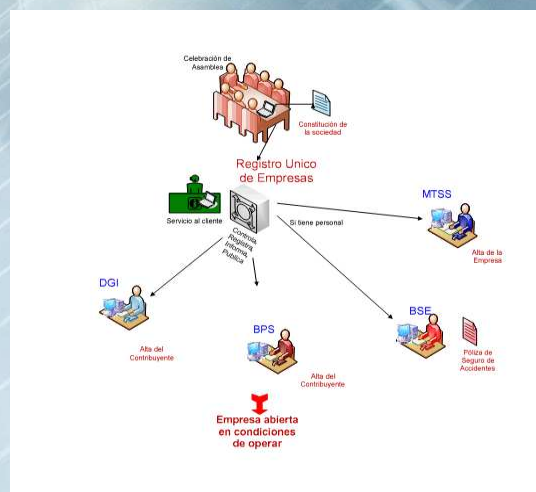 Celebración de
Asamblea
Constitución de
la sociedad
Registro Unico
de Empresas
MTSS
Servicio al cliente
Si tiene personal
Controla,
Registra,
Informa,
Publica
Alta de la
Empresa
DGI
BSE
BPS
Alta del
Contribuyente
Póliza de
Seguro de
Accidentes
Alta del
Contribuyente
Empresa abierta
en condiciones
de operar